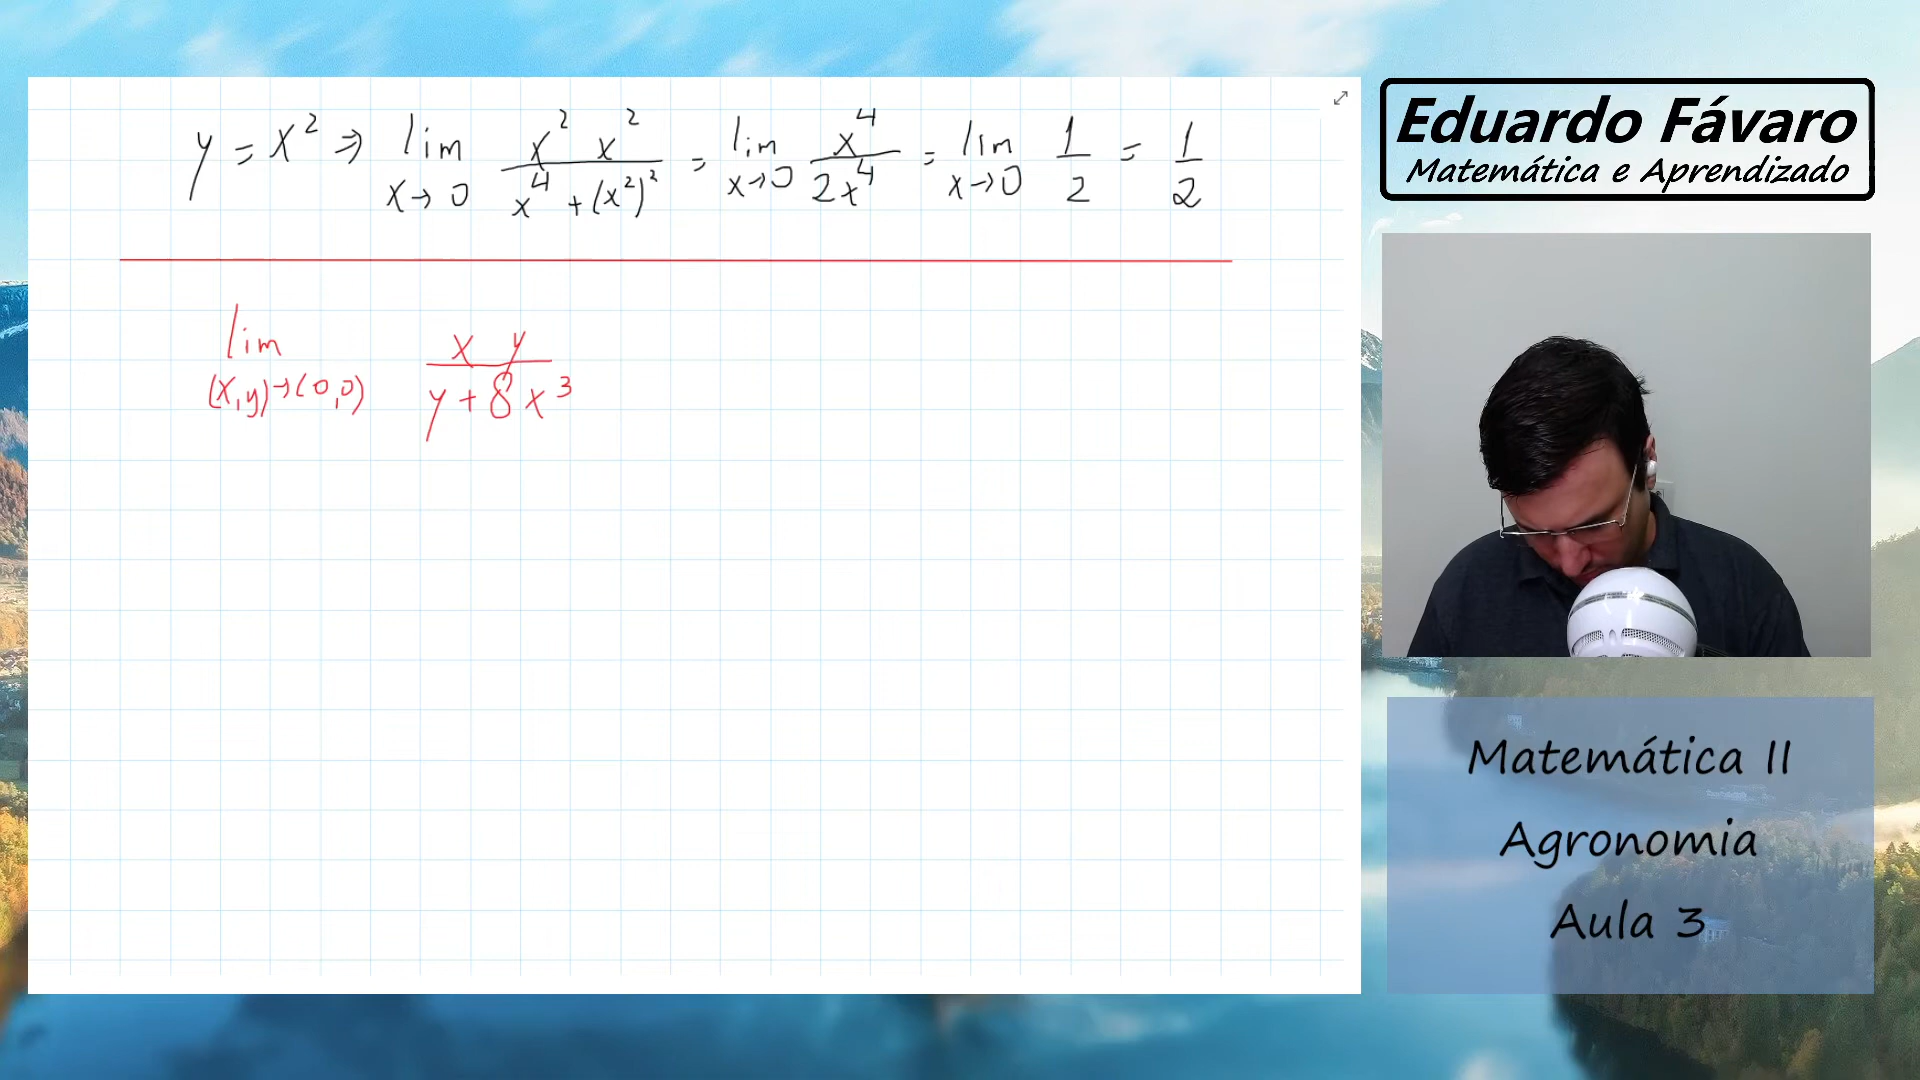 y = x² ⇒ lim x→0 x² x² / x⁴ + (x²)² = lim x→0 x⁴ / 2x⁴ = lim x→0 1/2 = 1/2
lim (x,y)→(0,0) x y / y + 8x³
Eduardo Fávaro
Matemática e Aprendizado
Matemática II
Agronomia
Aula 3